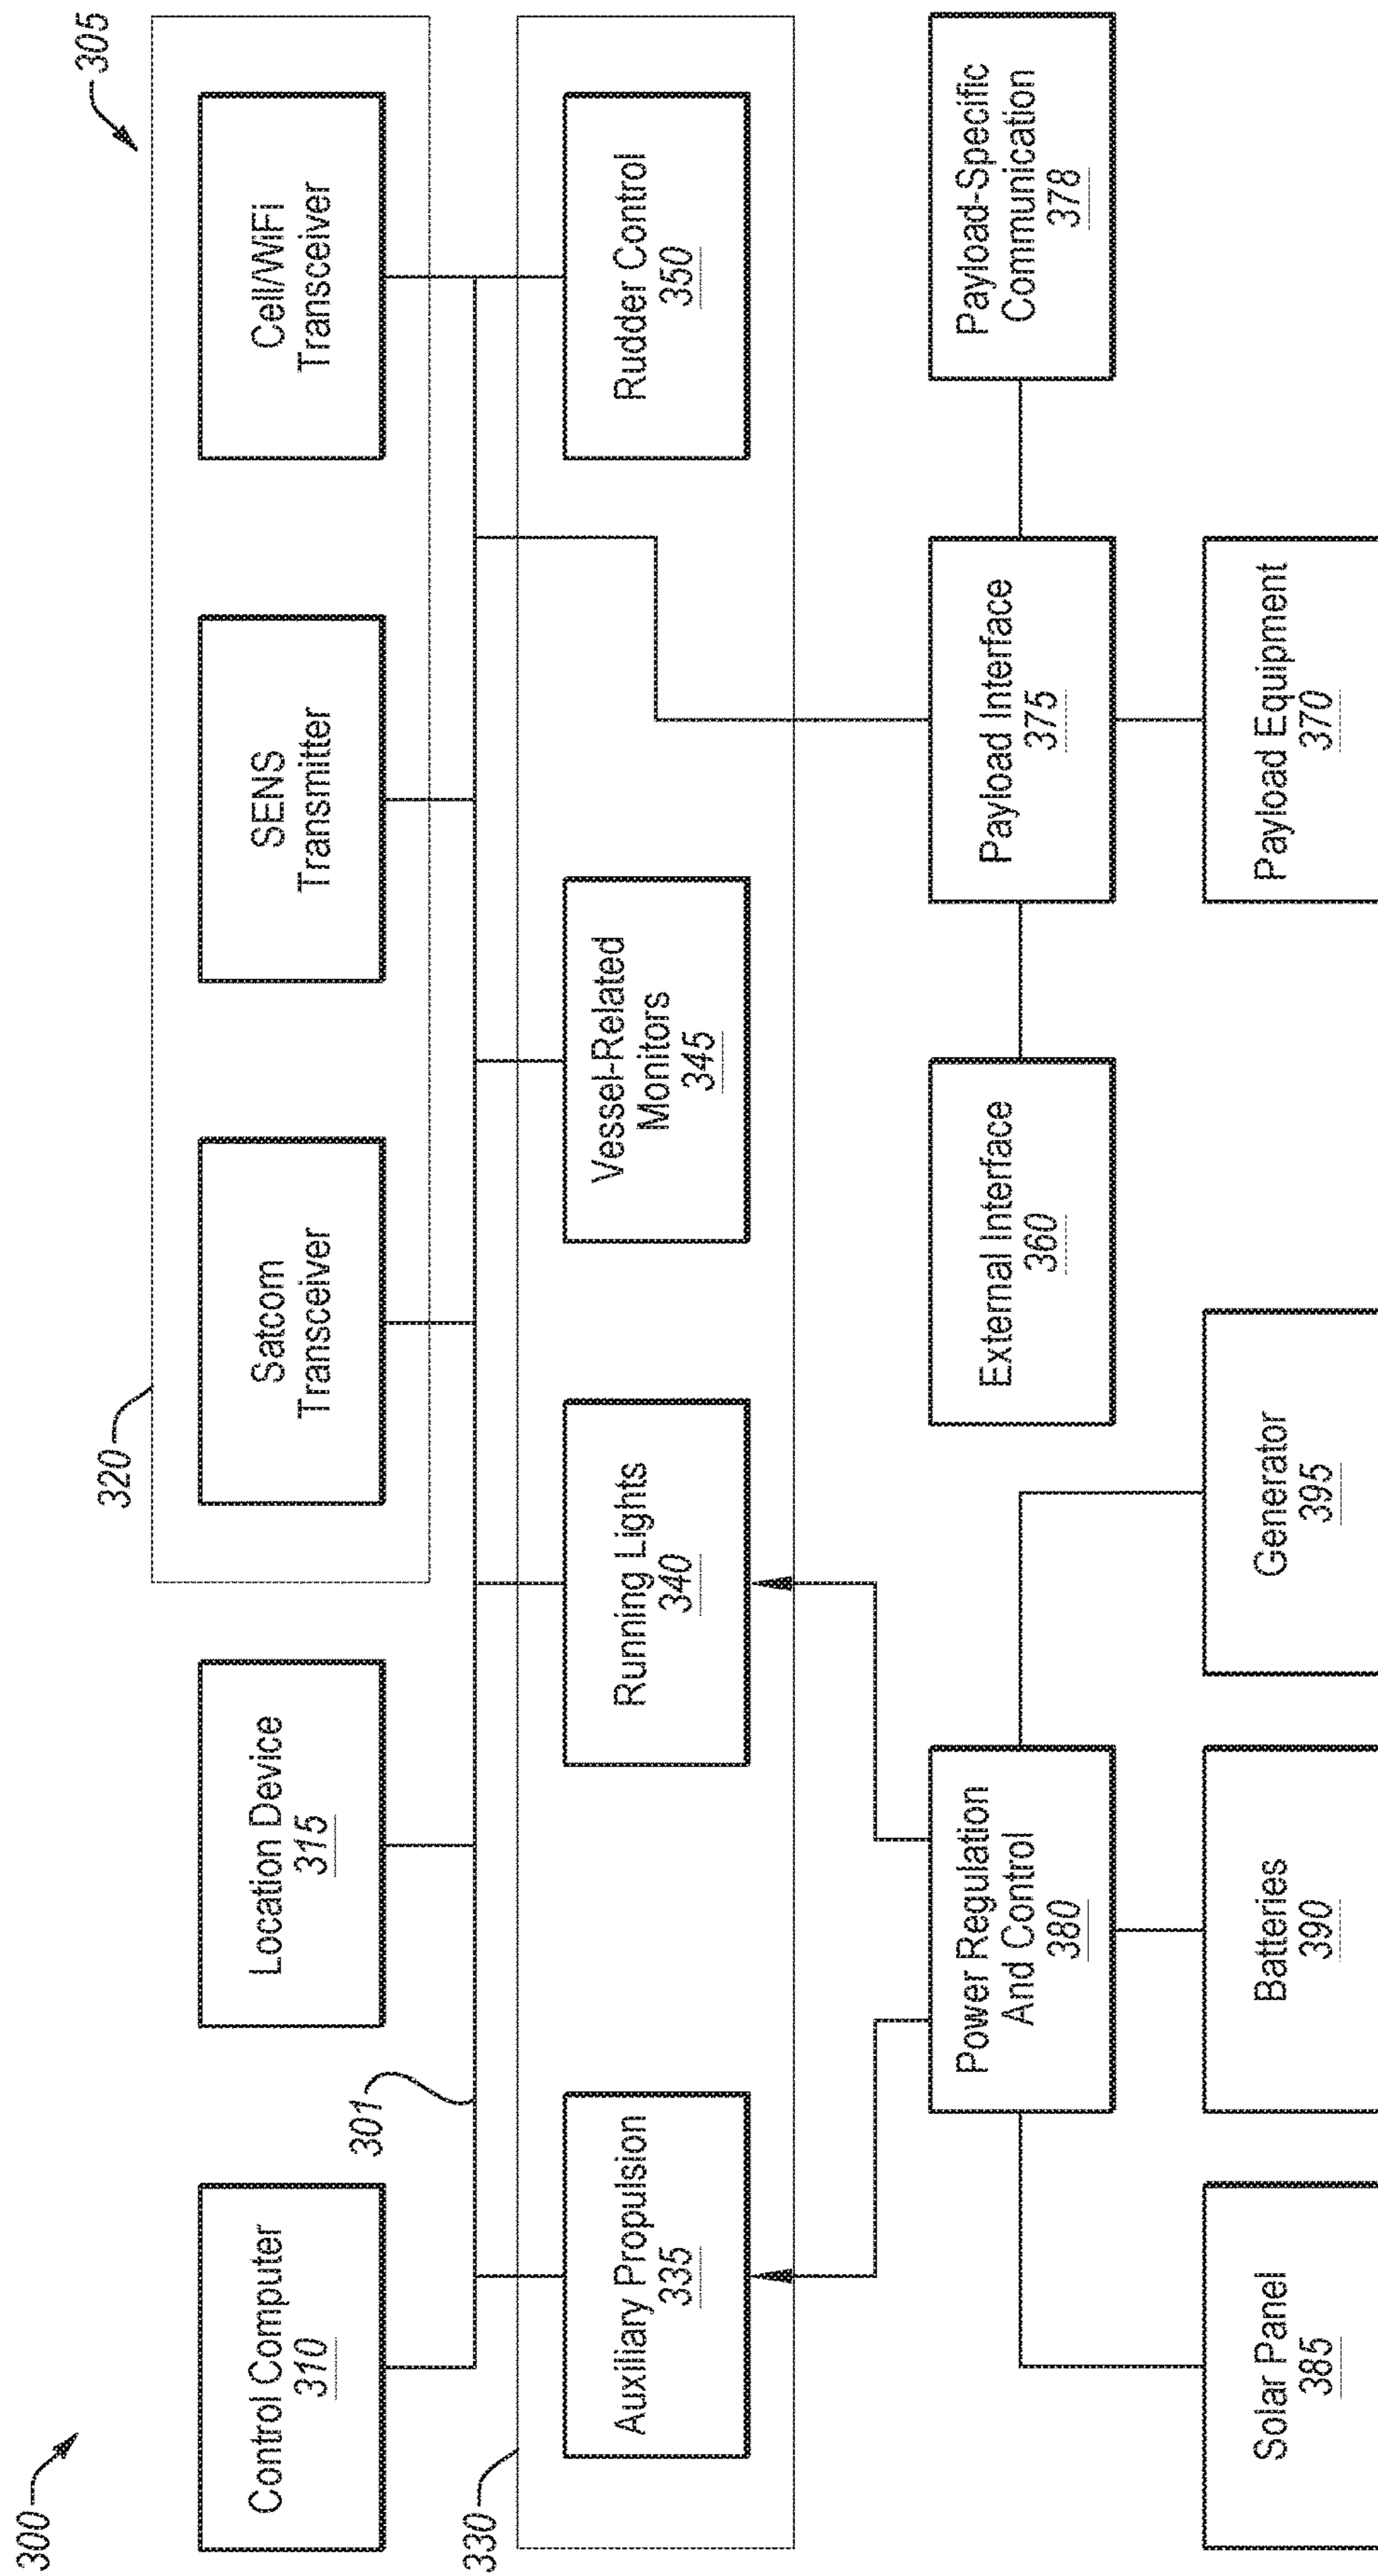 300
305
320
Control Computer
310
Location Device
315
Satcom
Transceiver
SENS
Transmitter
Cell/WiFi
Transceiver
301
330
Auxiliary Propulsion
335
Running Lights
340
Vessel-Related
Monitors
345
Rudder Control
350
Power Regulation
And Control
380
External Interface
360
Payload Interface
375
Payload-Specific
Communication
378
Solar Panel
385
Batteries
390
Generator
395
Payload Equipment
370